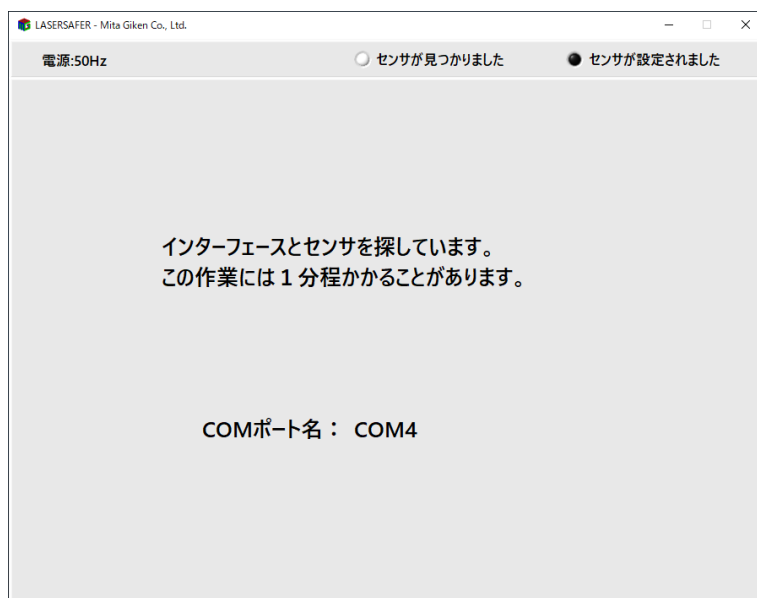 LASERSAFER - Mita Giken Co., Ltd.
電源:50Hz
センサが見つかりました
センサが設定されました
インターフェースとセンサを探しています。
この作業には１分程かかることがあります。
COMポート名： COM4